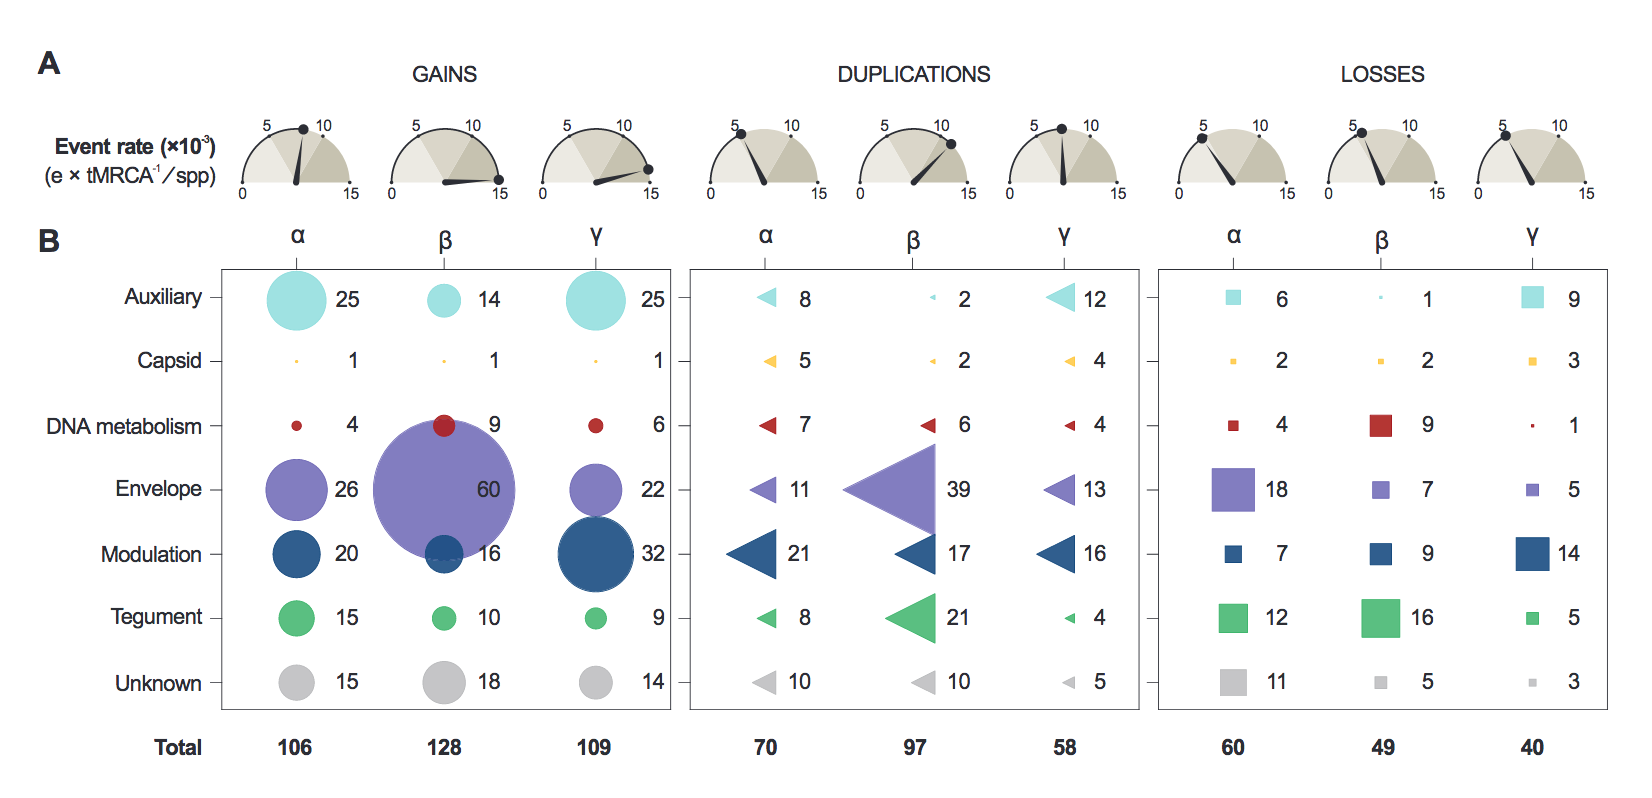 A
GAINS DUPLICATIONS LOSSES
Event rate (×10⁻³)
(e × tMRCA⁻¹/spp)
0 5 10 15 0 5 10 15 0 5 10 15 0 5 10 15 0 5 10 15 0 5 10 15 0 5 10 15 0 5 10 15 0 5 10 15
B
α β γ α β γ α β γ
Auxiliary 25 14 25 8 2 12 6 1 9
Capsid 1 1 1 5 2 4 2 2 3
DNA metabolism 4 9 6 7 6 4 4 9 1
Envelope 26 60 22 11 39 13 18 7 5
Modulation 20 16 32 21 17 16 7 9 14
Tegument 15 10 9 8 21 4 12 16 5
Unknown 15 18 14 10 10 5 11 5 3
Total 106 128 109 70 97 58 60 49 40